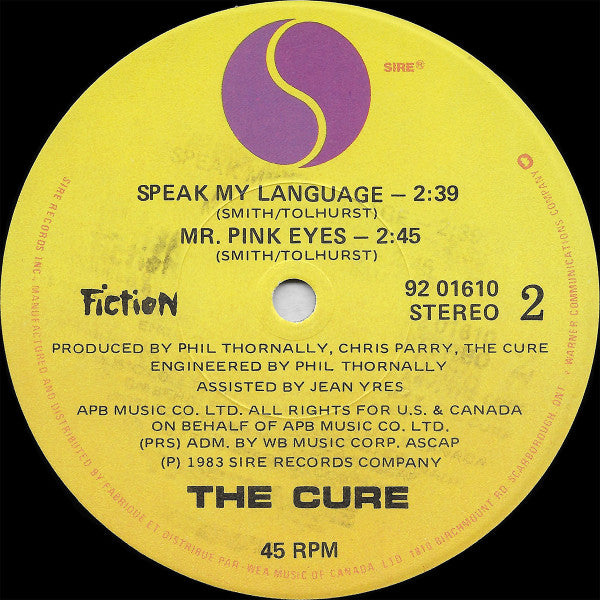 SIRE®
SPEAK MY LANGUAGE – 2:39
(SMITH/TOLHURST)
MR. PINK EYES – 2:45
(SMITH/TOLHURST)
Fiction
92 01610
STEREO 2
PRODUCED BY PHIL THORNALLY, CHRIS PARRY, THE CURE
ENGINEERED BY PHIL THORNALLY
ASSISTED BY JEAN YRES
APB MUSIC CO. LTD. ALL RIGHTS FOR U.S. & CANADA
ON BEHALF OF APB MUSIC CO. LTD.
(PRS) ADM. BY WB MUSIC CORP. ASCAP
(P) 1983 SIRE RECORDS COMPANY
THE CURE
45 RPM
SIRE RECORDS INC. MANUFACTURED AND DISTRIBUTED BY FABRIQUE ET DISTRIBUE PAR WEA MUSIC OF CANADA, LTD. 1810 BIRCHMOUNT RD. SCARBOROUGH, ONT. A WARNER COMMUNICATIONS COMPANY